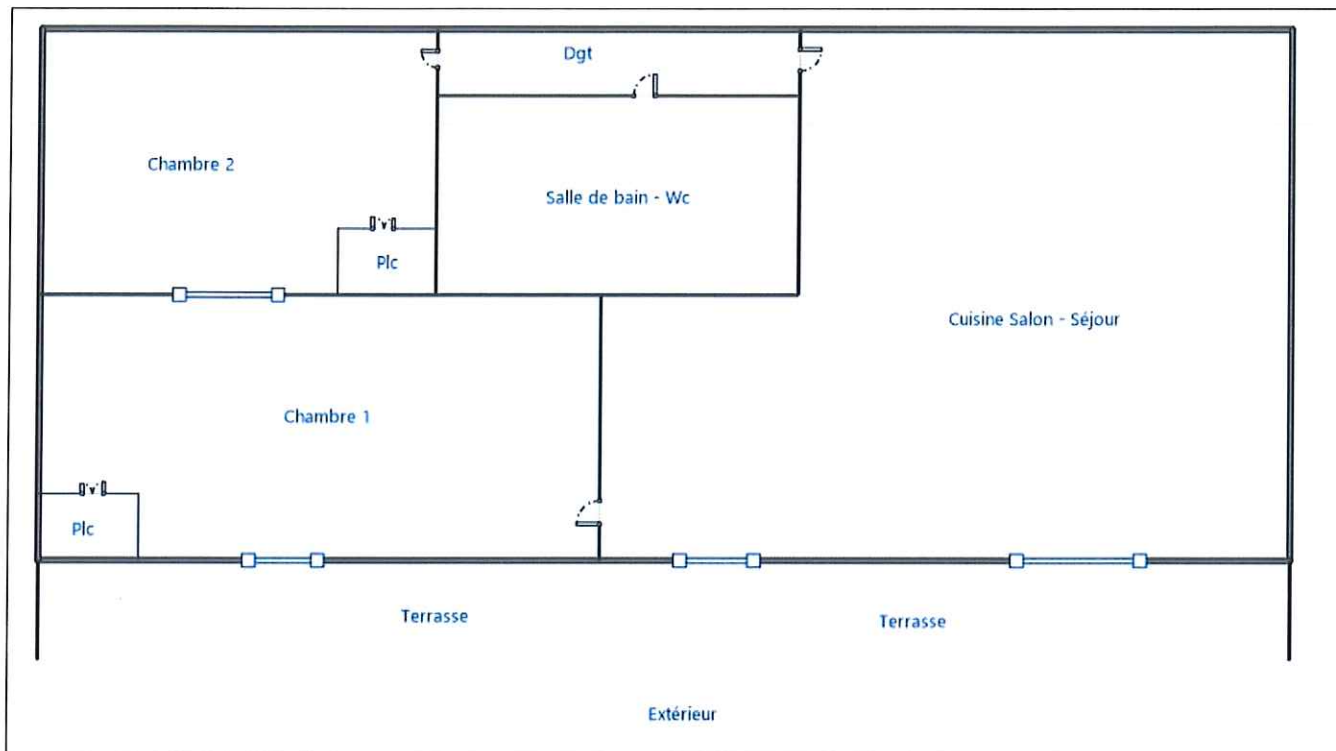 Dgt
Chambre 2
Salle de bain - Wc
Plc
Cuisine Salon - Séjour
Chambre 1
Plc
Terrasse
Terrasse
Extérieur